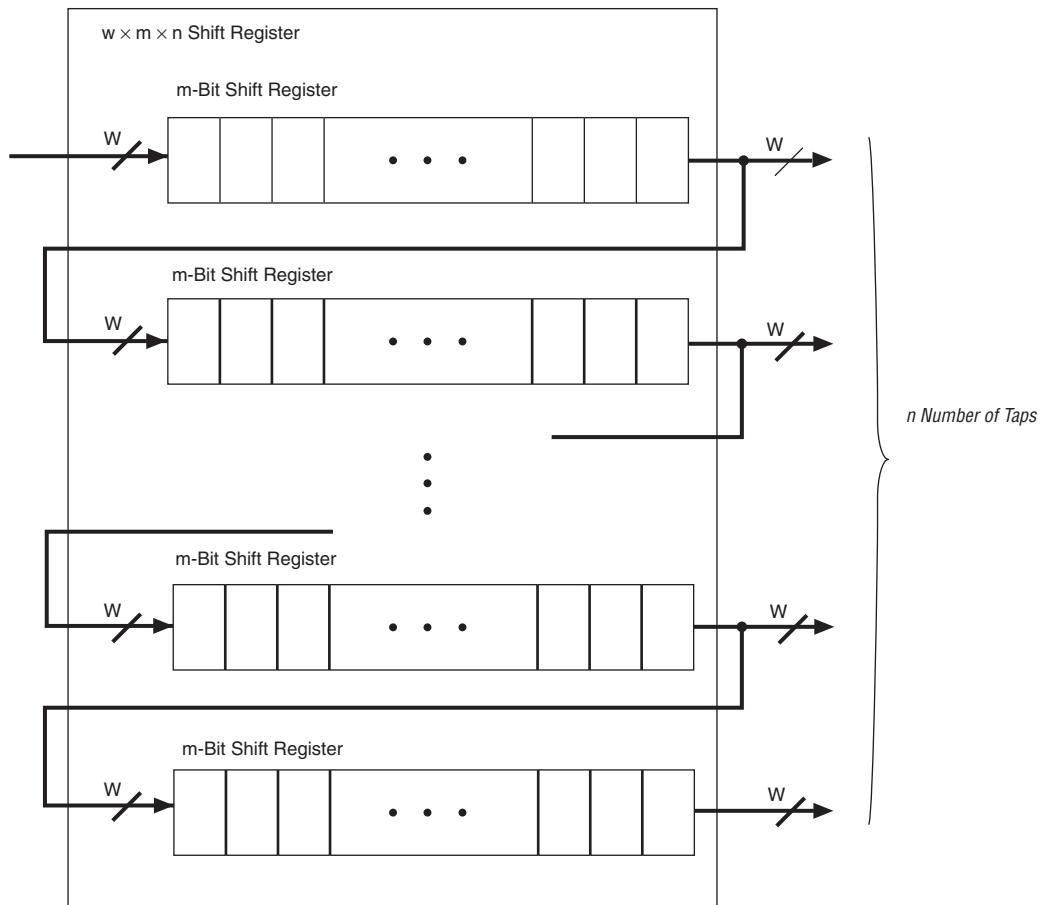 w × m × n Shift Register
m-Bit Shift Register
W
W
m-Bit Shift Register
W
W
n Number of Taps
m-Bit Shift Register
W
W
m-Bit Shift Register
W
W